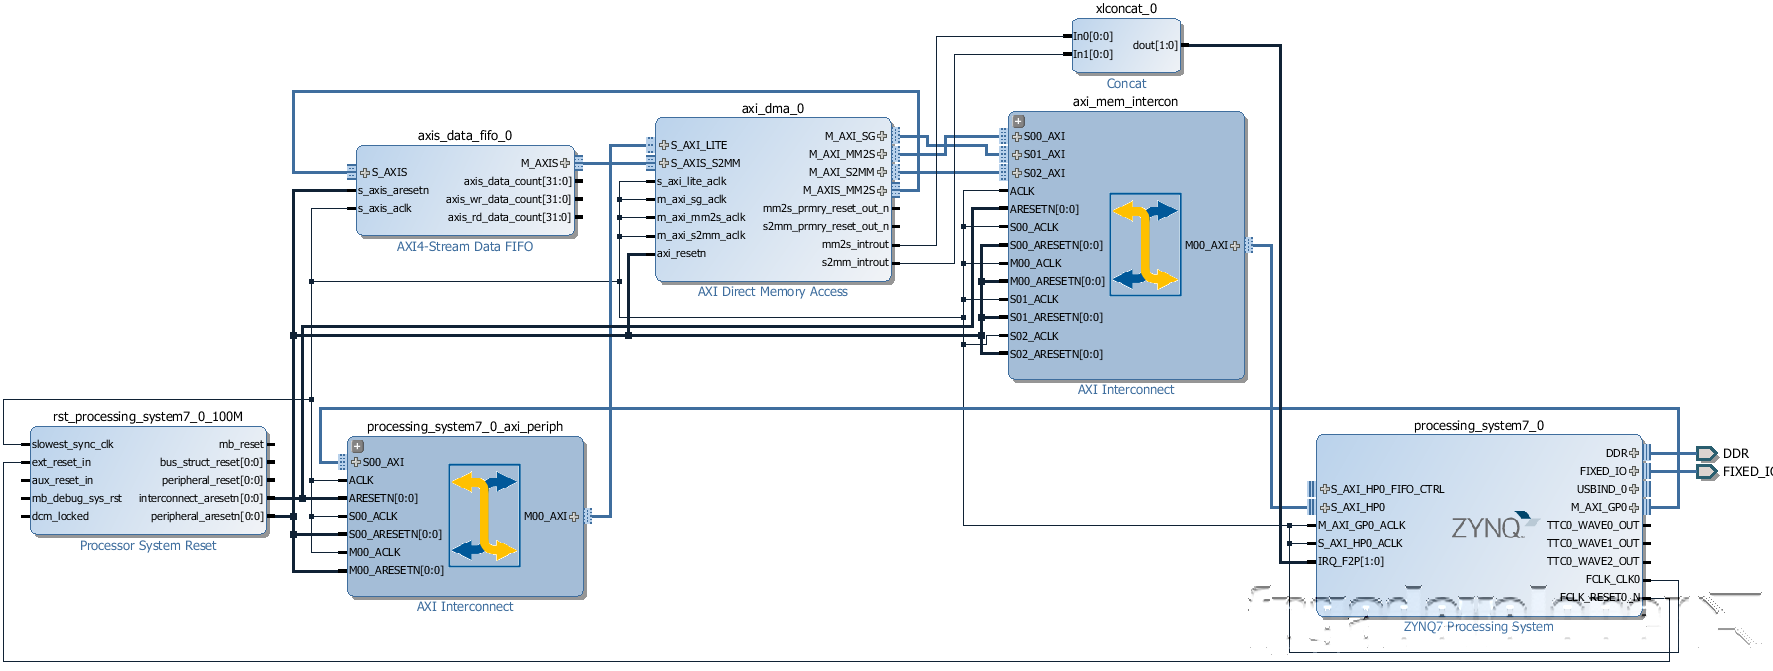 xlconcat_0
In0[0:0]
In1[0:0]
dout[1:0]
Concat
axis_data_fifo_0
S_AXIS
s_axis_aresetn
s_axis_aclk
M_AXIS
axis_data_count[31:0]
axis_wr_data_count[31:0]
axis_rd_data_count[31:0]
AXI4-Stream Data FIFO
axi_dma_0
S_AXI_LITE
S_AXIS_S2MM
s_axi_lite_aclk
m_axi_sg_aclk
m_axi_mm2s_aclk
m_axi_s2mm_aclk
axi_resetn
M_AXI_SG
M_AXI_MM2S
M_AXI_S2MM
M_AXIS_MM2S
mm2s_prmry_reset_out_n
s2mm_prmry_reset_out_n
mm2s_introut
s2mm_introut
AXI Direct Memory Access
axi_mem_intercon
S00_AXI
S01_AXI
S02_AXI
ACLK
ARESETN[0:0]
S00_ACLK
S00_ARESETN[0:0]
M00_ACLK
M00_ARESETN[0:0]
S01_ACLK
S01_ARESETN[0:0]
S02_ACLK
S02_ARESETN[0:0]
M00_AXI
AXI Interconnect
rst_processing_system7_0_100M
slowest_sync_clk
ext_reset_in
aux_reset_in
mb_debug_sys_rst
dcm_locked
mb_reset
bus_struct_reset[0:0]
peripheral_reset[0:0]
interconnect_aresetn[0:0]
peripheral_aresetn[0:0]
Processor System Reset
processing_system7_0_axi_periph
S00_AXI
ACLK
ARESETN[0:0]
S00_ACLK
S00_ARESETN[0:0]
M00_ACLK
M00_ARESETN[0:0]
M00_AXI
AXI Interconnect
processing_system7_0
S_AXI_HP0_FIFO_CTRL
S_AXI_HP0
M_AXI_GP0_ACLK
S_AXI_HP0_ACLK
IRQ_F2P[1:0]
ZYNQ
DDR
FIXED_IO
USBIND_0
M_AXI_GP0
TTC0_WAVE0_OUT
TTC0_WAVE1_OUT
TTC0_WAVE2_OUT
FCLK_CLK0
FCLK_RESET0_N
ZYNQ7 Processing System
DDR
FIXED_IO